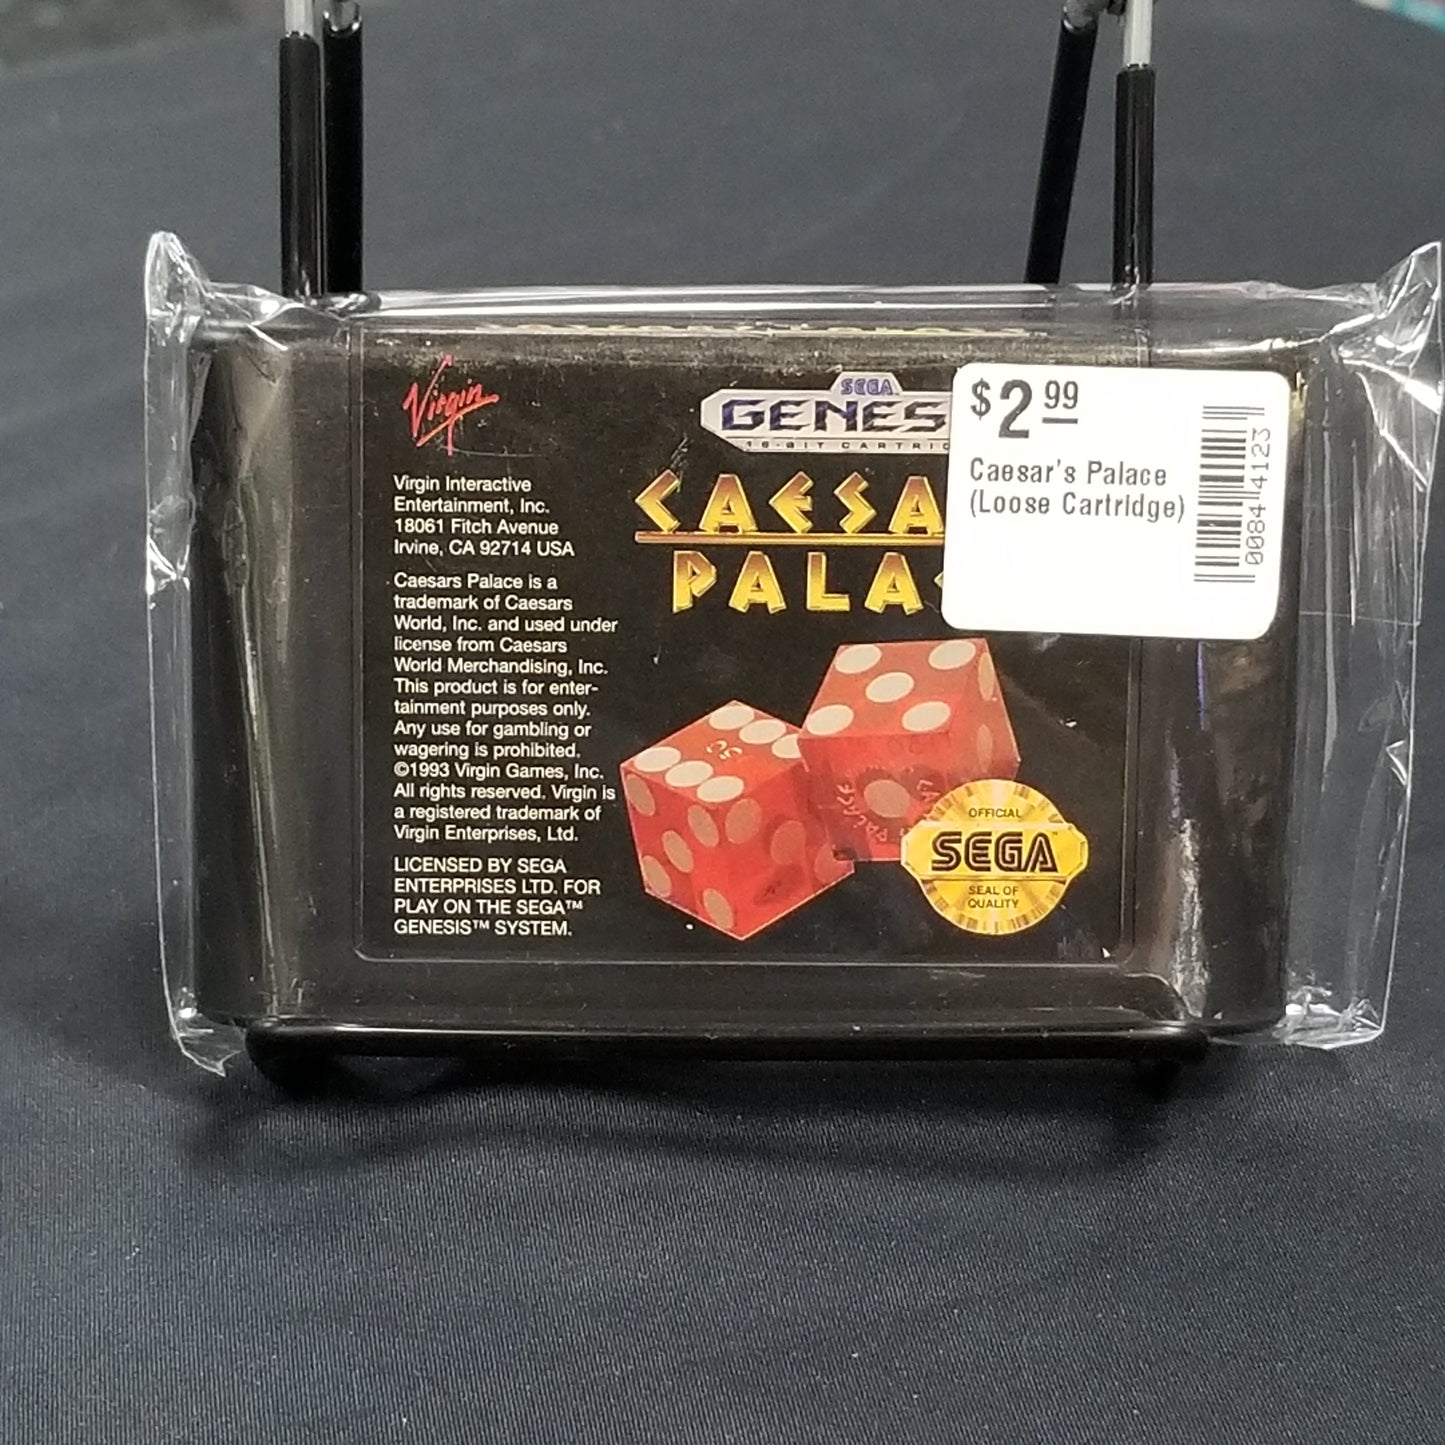 Virgin
Virgin Interactive
Entertainment, Inc.
18061 Fitch Avenue
Irvine, CA 92714 USA
Caesars Palace is a
trademark of Caesars
World, Inc. and used under
license from Caesars
World Merchandising, Inc.
This product is for enter-
tainment purposes only.
Any use for gambling or
wagering is prohibited.
©1993 Virgin Games, Inc.
All rights reserved. Virgin is
a registered trademark of
Virgin Enterprises, Ltd.
LICENSED BY SEGA
ENTERPRISES LTD. FOR
PLAY ON THE SEGA™
GENESIS™ SYSTEM.
SEGA
GENES
16-BIT CARTRI
CAESA
PALA
$2.99
Caesar's Palace
(Loose Cartridge)
00844123
OFFICIAL
SEGA
SEAL OF
QUALITY